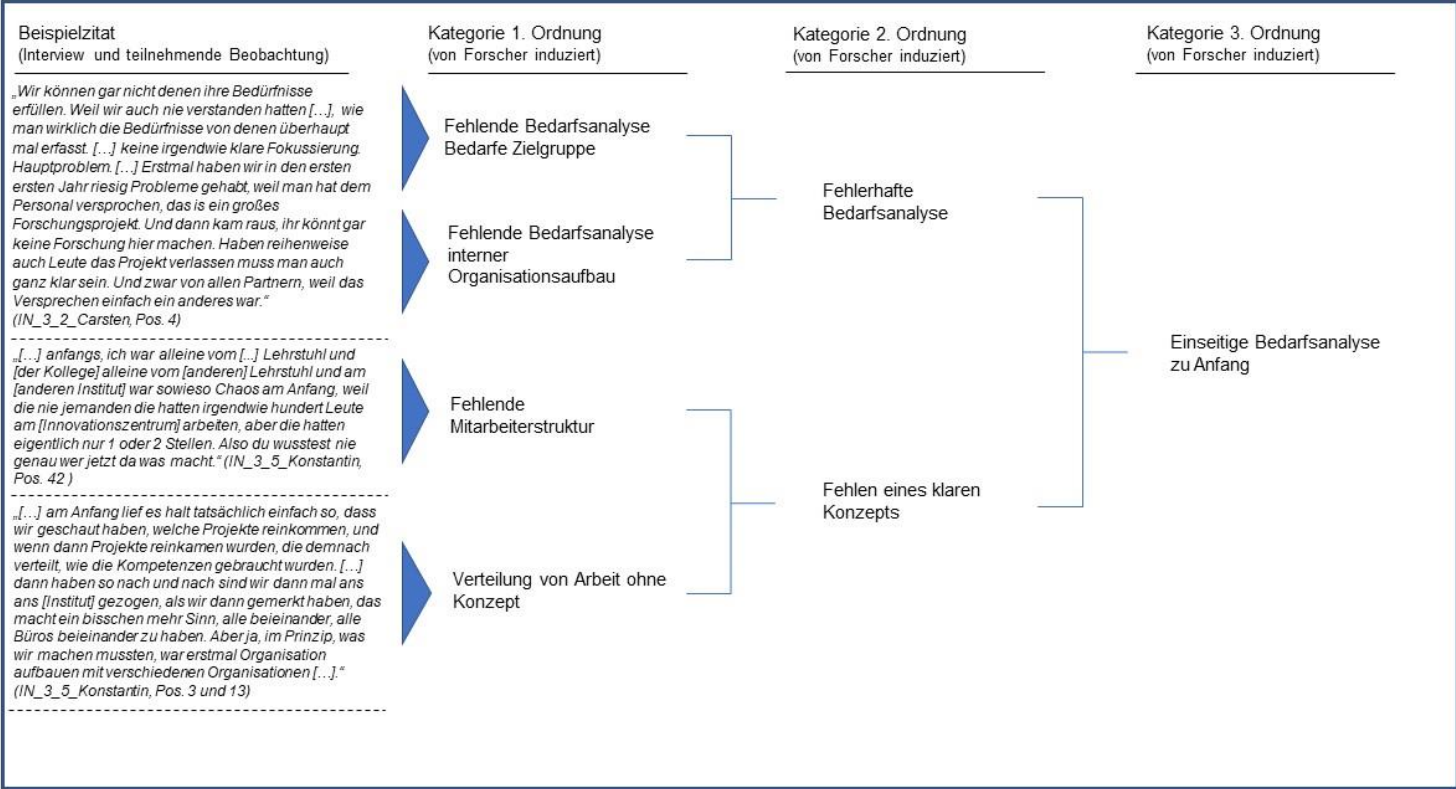 Beispielzitat
(Interview und teilnehmende Beobachtung)
Kategorie 1. Ordnung
(von Forscher induziert)
Kategorie 2. Ordnung
(von Forscher induziert)
Kategorie 3. Ordnung
(von Forscher induziert)
„Wir können gar nicht denen ihre Bedürfnisse
erfüllen. Weil wir auch nie verstanden hatten […], wie
man wirklich die Bedürfnisse von denen überhaupt
mal erfasst. […] keine irgendwie klare Fokussierung.
Hauptproblem. […] Erstmal haben wir in den ersten
ersten Jahr riesig Probleme gehabt, weil man hat dem
Personal versprochen, das is ein großes
Forschungsprojekt. Und dann kam raus, ihr könnt gar
keine Forschung hier machen. Haben reihenweise
auch Leute das Projekt verlassen muss man auch
ganz klar sein. Und zwar von allen Partnern, weil das
Versprechen einfach ein anderes war.“
(IN_3_2_Carsten, Pos. 4)
„[…] anfangs, ich war alleine vom [...] Lehrstuhl und
[der Kollege] alleine vom [anderen] Lehrstuhl und am
[anderen Institut] war sowieso Chaos am Anfang, weil
die nie jemanden die hatten irgendwie hundert Leute
am [Innovationszentrum] arbeiten, aber die hatten
eigentlich nur 1 oder 2 Stellen. Also du wusstest nie
genau wer jetzt da was macht.“ (IN_3_5_Konstantin,
Pos. 42 )
„[…] am Anfang lief es halt tatsächlich einfach so, dass
wir geschaut haben, welche Projekte reinkommen, und
wenn dann Projekte reinkamen wurden, die demnach
verteilt, wie die Kompetenzen gebraucht wurden. […]
dann haben so nach und nach sind wir dann mal ans
ans [Institut] gezogen, als wir dann gemerkt haben, das
macht ein bisschen mehr Sinn, alle beieinander, alle
Büros beieinander zu haben. Aber ja, im Prinzip, was
wir machen mussten, war erstmal Organisation
aufbauen mit verschiedenen Organisationen […].“
(IN_3_5_Konstantin, Pos. 3 und 13)
Fehlende Bedarfsanalyse
Bedarfe Zielgruppe
Fehlende Bedarfsanalyse
interner
Organisationsaufbau
Fehlende
Mitarbeiterstruktur
Verteilung von Arbeit ohne
Konzept
Fehlerhafte
Bedarfsanalyse
Fehlen eines klaren
Konzepts
Einseitige Bedarfsanalyse
zu Anfang